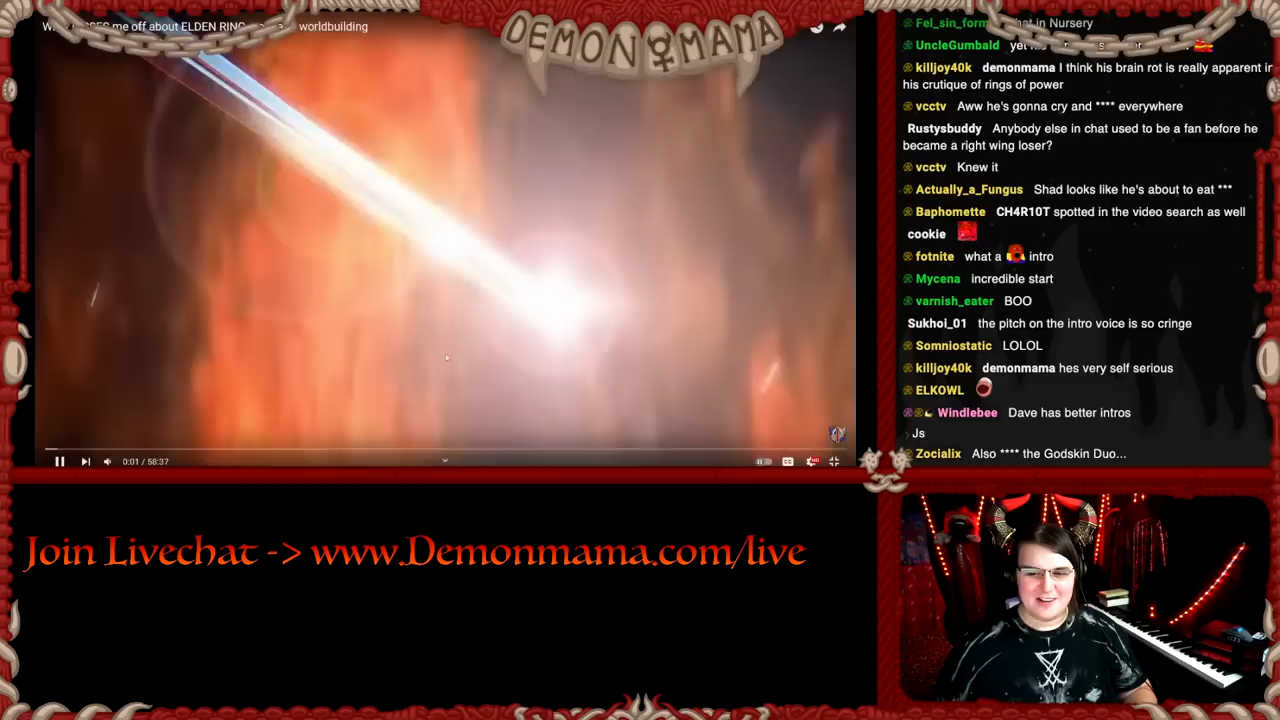 me off about ELDEN RING
worldbuilding
DEMON MAMA
0:01 / 58:37
CC
HD
Join Livechat -> www.Demonmama.com/live
Fel_sin_form in Nursery
UncleGumbald
killjoy40k demonmama I think his brain rot is really apparent in
his crutique of rings of power
vcctv Aww he's gonna cry and **** everywhere
Rustysbuddy Anybody else in chat used to be a fan before he
became a right wing loser?
vcctv Knew it
Actually_a_Fungus Shad looks like he's about to eat ***
Baphomette CH4R10T spotted in the video search as well
cookie
fotnite what a intro
Mycena incredible start
varnish_eater BOO
Sukhoi_01 the pitch on the intro voice is so cringe
Somniostatic LOLOL
killjoy40k demonmama hes very self serious
ELKOWL
Windlebee Dave has better intros
Js
Zocialix Also **** the Godskin Duo...